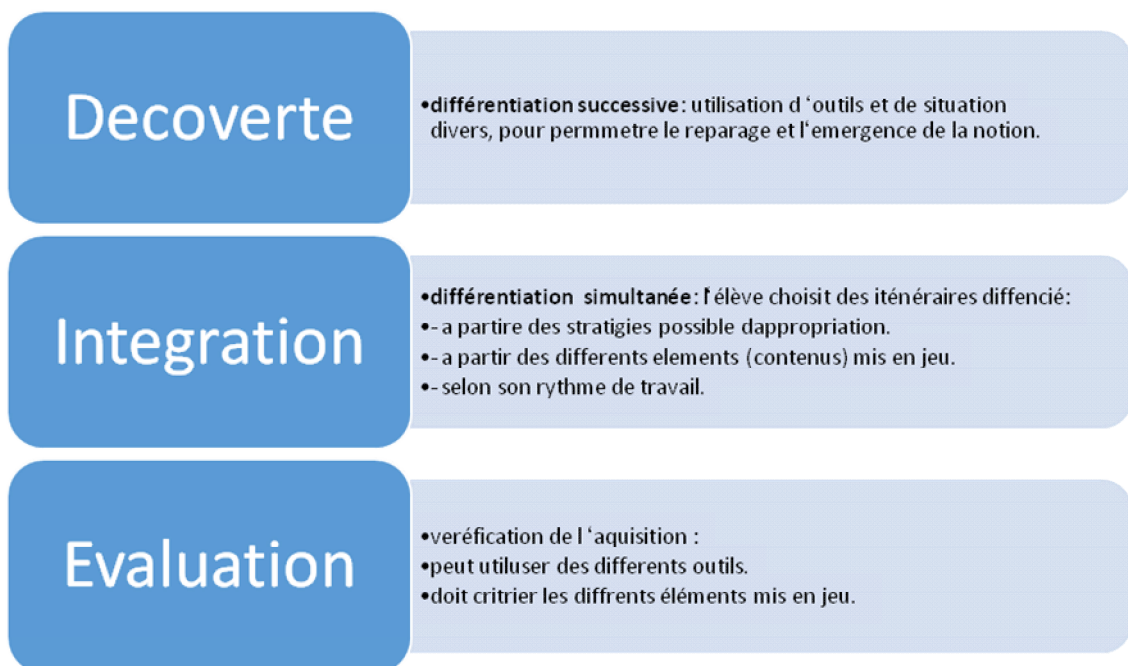 Decoverte
•différentiation successive: utilisation d 'outils et de situation
divers, pour permmetre le reparage et l'emergence de la notion.
Integration
•différentiation simultanée: l'élève choisit des iténéraires diffencié:
•- a partire des stratigies possible dappropriation.
•- a partir des differents elements (contenus) mis en jeu.
•- selon son rythme de travail.
Evaluation
•veréfication de l 'aquisition :
•peut utiluser des differents outils.
•doit critrier les diffrents éléments mis en jeu.